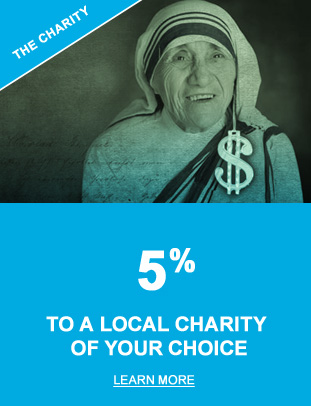 THE CHARITY
$
5%
TO A LOCAL CHARITY
OF YOUR CHOICE
LEARN MORE